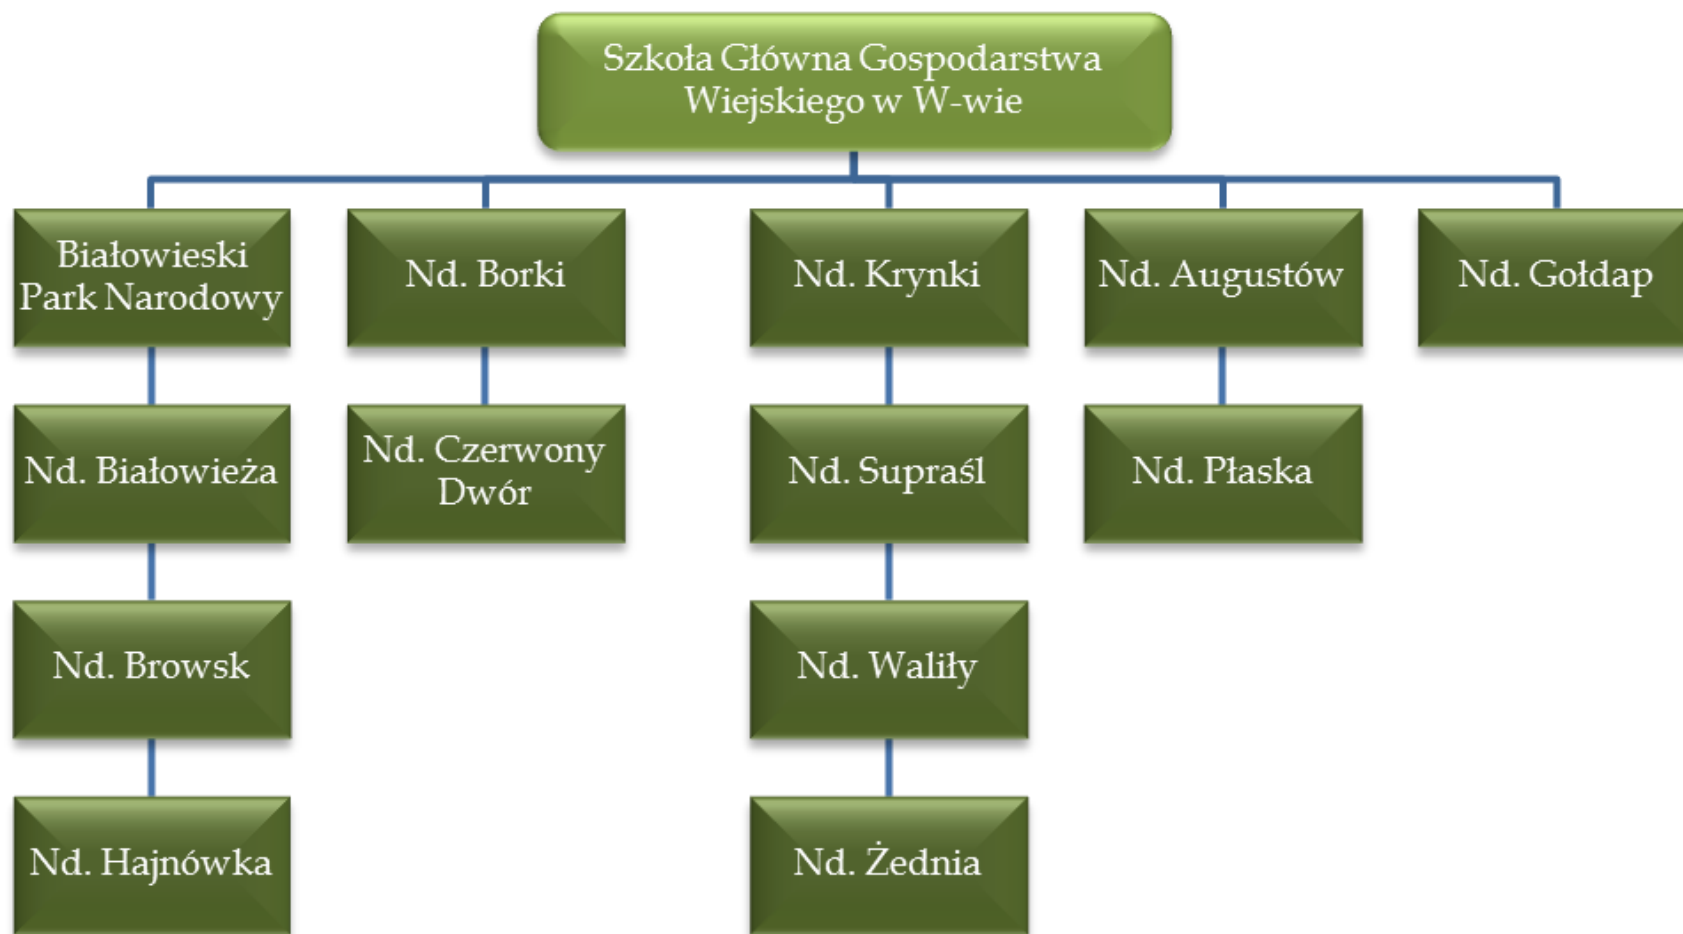 Szkoła Główna Gospodarstwa
Wiejskiego w W-wie
Białowieski
Park Narodowy
Nd. Borki
Nd. Krynki
Nd. Augustów
Nd. Gołdap
Nd. Białowieża
Nd. Czerwony
Dwór
Nd. Supraśl
Nd. Płaska
Nd. Browsk
Nd. Waliły
Nd. Hajnówka
Nd. Żednia